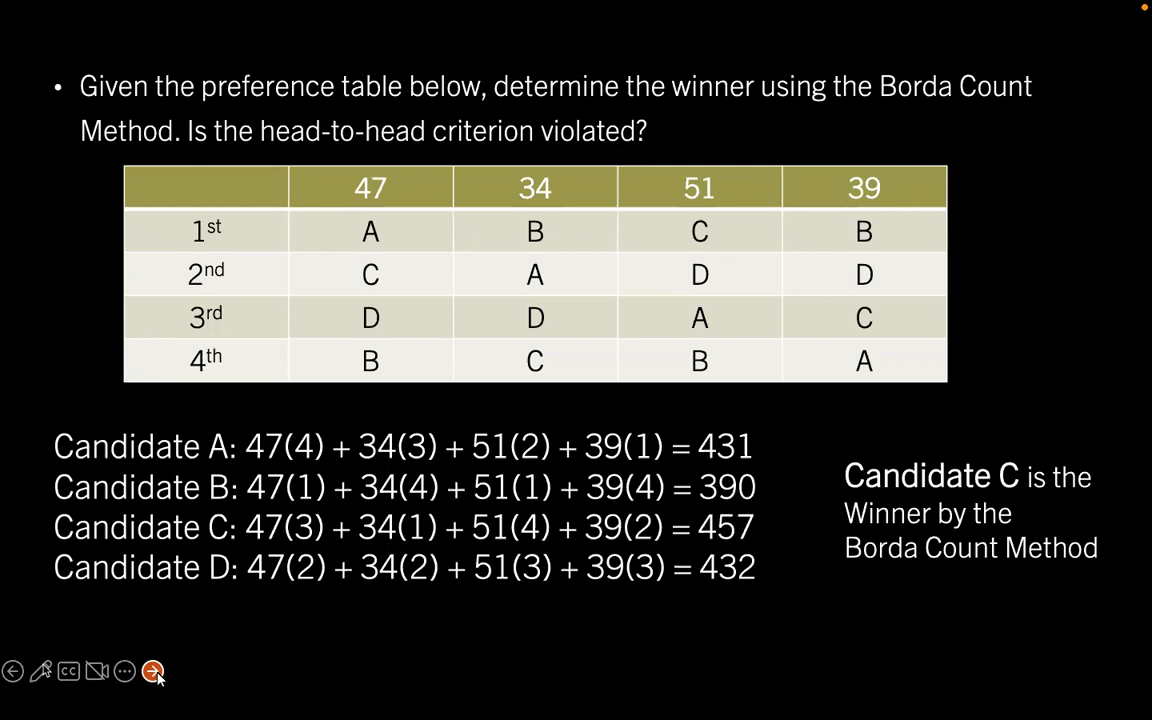 • Given the preference table below, determine the winner using the Borda Count
Method. Is the head-to-head criterion violated?
47 34 51 39
1st A B C B
2nd C A D D
3rd D D A C
4th B C B A
Candidate A: 47(4) + 34(3) + 51(2) + 39(1) = 431
Candidate B: 47(1) + 34(4) + 51(1) + 39(4) = 390
Candidate C: 47(3) + 34(1) + 51(4) + 39(2) = 457
Candidate D: 47(2) + 34(2) + 51(3) + 39(3) = 432
Candidate C is the
Winner by the
Borda Count Method
CC